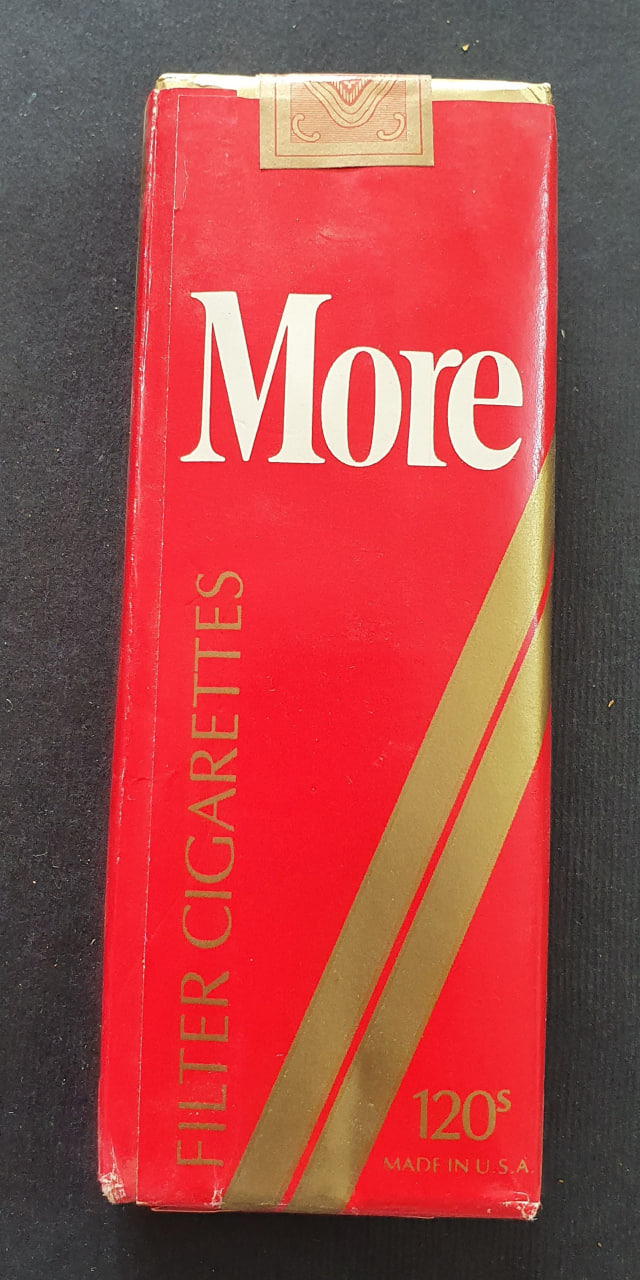 More
FILTER CIGARETTES
120s
MADE IN U.S.A.